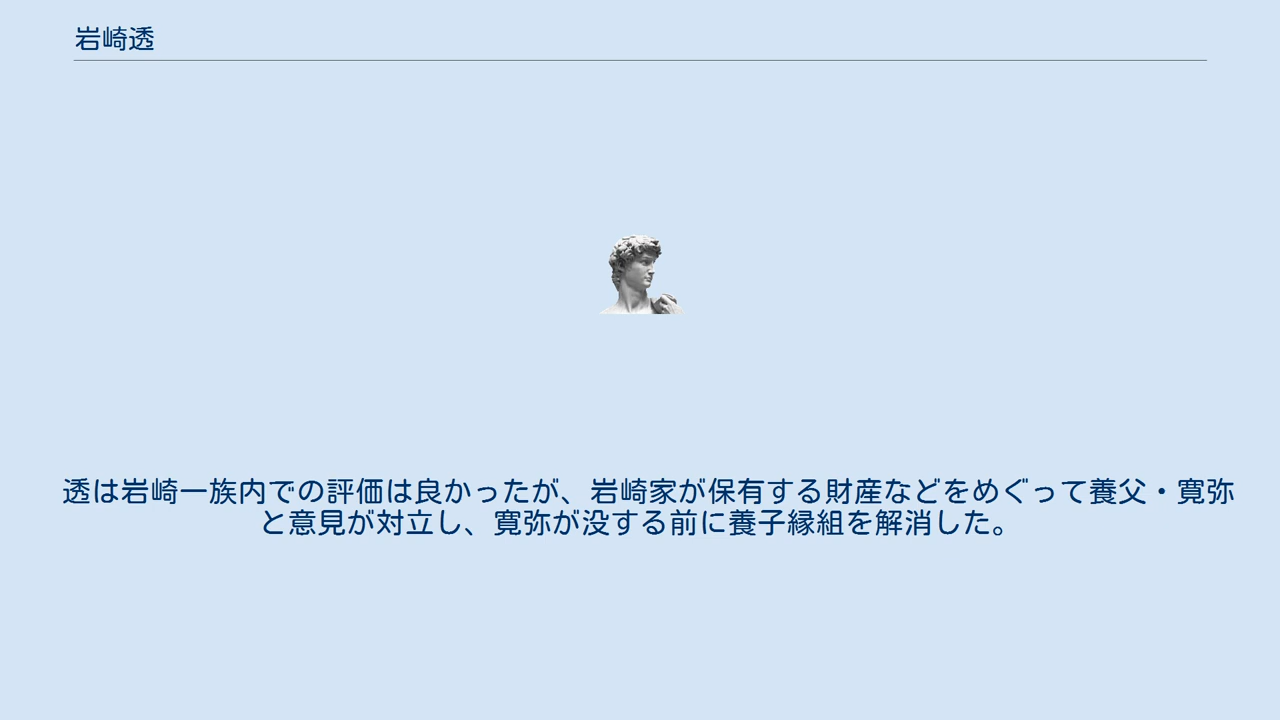 岩崎透
透は岩崎一族内での評価は良かったが、岩崎家が保有する財産などをめぐって養父・寛弥
と意見が対立し、寛弥が没する前に養子縁組を解消した。